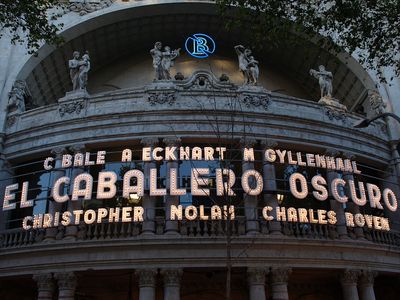 B
C BALE A ECKHART M GYLLENHAAL
EL CABALLERO OSCURO
CHRISTOPHER NOLAN CHARLES ROVEN